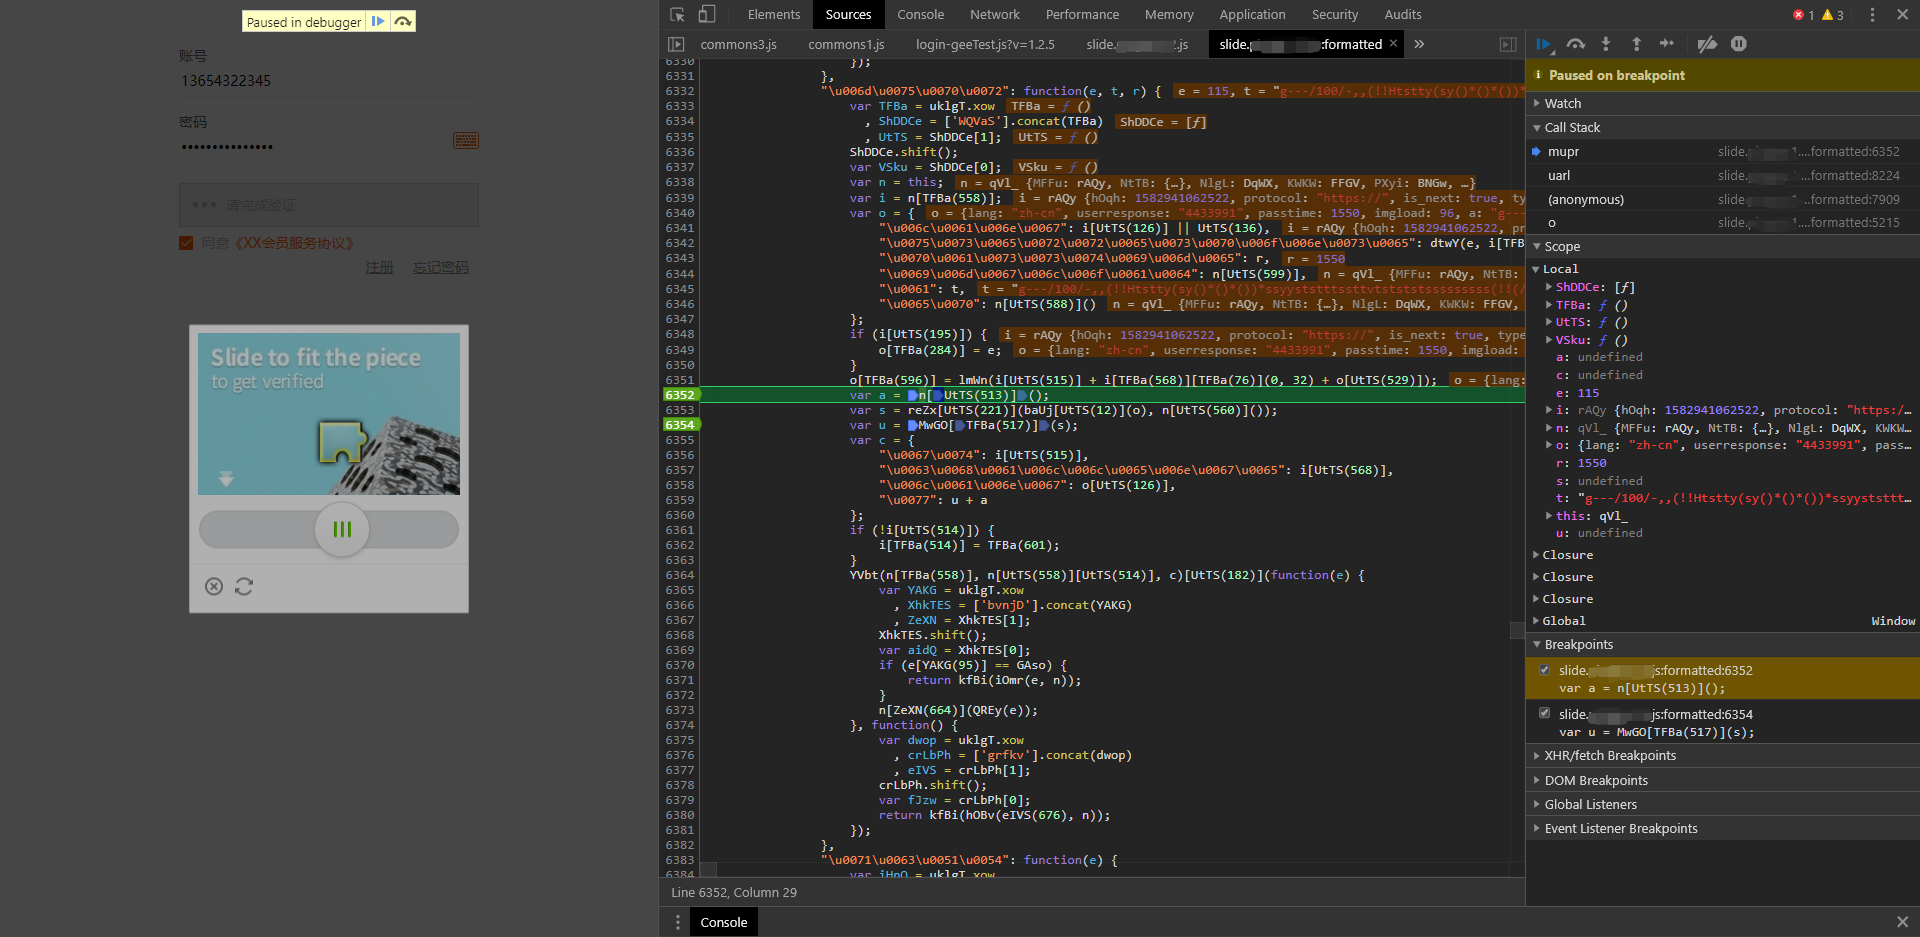 Paused in debugger
账号
13654322345
密码
•••••••••••••••
请完成验证
同意《XX会员服务协议》
注册 忘记密码
Slide to fit the piece
to get verified
Elements Sources Console Network Performance Memory Application Security Audits 1 3
commons3.js commons1.js login-geeTest.js?v=1.2.5 slide. .js slide. :formatted × »
6330 });
6331 },
6332 "\u006d\u0075\u0070\u0072": function(e, t, r) { e = 115, t = "g---/100/-,,(!!Htstty(sy()*()*())*
6333 var TFBa = uklgT.xow TFBa = ƒ ()
6334 , ShDDCe = ['WQVaS'].concat(TFBa) ShDDCe = [ƒ]
6335 , UtTS = ShDDCe[1]; UtTS = ƒ ()
6336 ShDDCe.shift();
6337 var VSku = ShDDCe[0]; VSku = ƒ ()
6338 var n = this; n = qVl_ {MFFu: rAQy, NtTB: {…}, NlgL: DqWX, KWKW: FFGV, PXyi: BNGw, …}
6339 var i = n[TFBa(558)]; i = rAQy {hOqh: 1582941062522, protocol: "https://", is_next: true, ty
6340 var o = { o = {lang: "zh-cn", userresponse: "4433991", passtime: 1550, imgload: 96, a: "g---
6341 "\u006c\u0061\u006e\u0067": i[UtTS(126)] || UtTS(136), i = rAQy {hOqh: 1582941062522, pr
6342 "\u0075\u0073\u0065\u0072\u0072\u0065\u0073\u0070\u006f\u006e\u0073\u0065": dtwY(e, i[TFB
6343 "\u0070\u0061\u0073\u0073\u0074\u0069\u006d\u0065": r, r = 1550
6344 "\u0069\u006d\u0067\u006c\u006f\u0061\u0064": n[UtTS(599)], n = qVl_ {MFFu: rAQy, NtTB:
6345 "\u0061": t, t = "g---/100/-,,(!!Htstty(sy()*()*())*ssyyststttssttvtstststsssssssss(!!(/
6346 "\u0065\u0070": n[UtTS(588)]() n = qVl_ {MFFu: rAQy, NtTB: {…}, NlgL: DqWX, KWKW: FFGV,
6347 };
6348 if (i[UtTS(195)]) { i = rAQy {hOqh: 1582941062522, protocol: "https://", is_next: true, type
6349 o[TFBa(284)] = e; o = {lang: "zh-cn", userresponse: "4433991", passtime: 1550, imgload:
6350 }
6351 o[TFBa(596)] = lmWn(i[UtTS(515)] + i[TFBa(568)][TFBa(76)](0, 32) + o[UtTS(529)]); o = {lang:
6352 var a = n[UtTS(513)]();
6353 var s = reZx[UtTS(221)](baUj[UtTS(12)](o), n[UtTS(560)]());
6354 var u = MwGO[TFBa(517)](s);
6355 var c = {
6356 "\u0067\u0074": i[UtTS(515)],
6357 "\u0063\u0068\u0061\u006c\u006c\u0065\u006e\u0067\u0065": i[UtTS(568)],
6358 "\u006c\u0061\u006e\u0067": o[UtTS(126)],
6359 "\u0077": u + a
6360 };
6361 if (!i[UtTS(514)]) {
6362 i[TFBa(514)] = TFBa(601);
6363 }
6364 YVbt(n[TFBa(558)], n[UtTS(558)][UtTS(514)], c)[UtTS(182)](function(e) {
6365 var YAKG = uklgT.xow
6366 , XhkTES = ['bvnjD'].concat(YAKG)
6367 , ZeXN = XhkTES[1];
6368 XhkTES.shift();
6369 var aidQ = XhkTES[0];
6370 if (e[YAKG(95)] == GAso) {
6371 return kfBi(iOmr(e, n));
6372 }
6373 n[ZeXN(664)](QREy(e));
6374 }, function() {
6375 var dwop = uklgT.xow
6376 , crLbPh = ['grfkv'].concat(dwop)
6377 , eIVS = crLbPh[1];
6378 crLbPh.shift();
6379 var fJzw = crLbPh[0];
6380 return kfBi(hOBv(eIVS(676), n));
6381 });
6382 },
6383 "\u0071\u0063\u0051\u0054": function(e) {
6384 var iHnO = uklgT.xow
Line 6352, Column 29
Console
Paused on breakpoint
Watch
Call Stack
mupr slide. 1....formatted:6352
uarl slide. ....formatted:8224
(anonymous) slide. 1....formatted:7909
o slide. 1....formatted:5215
Scope
Local
ShDDCe: [ƒ]
TFBa: ƒ ()
UtTS: ƒ ()
VSku: ƒ ()
a: undefined
c: undefined
e: 115
i: rAQy {hOqh: 1582941062522, protocol: "https:/…
n: qVl_ {MFFu: rAQy, NtTB: {…}, NlgL: DqWX, KWKW…
o: {lang: "zh-cn", userresponse: "4433991", pass…
r: 1550
s: undefined
t: "g---/100/-,,(!!Htstty(sy()*()*())*ssyyststtt…
this: qVl_
u: undefined
Closure
Closure
Closure
Global Window
Breakpoints
slide. js:formatted:6352
var a = n[UtTS(513)]();
slide. js:formatted:6354
var u = MwGO[TFBa(517)](s);
XHR/fetch Breakpoints
DOM Breakpoints
Global Listeners
Event Listener Breakpoints